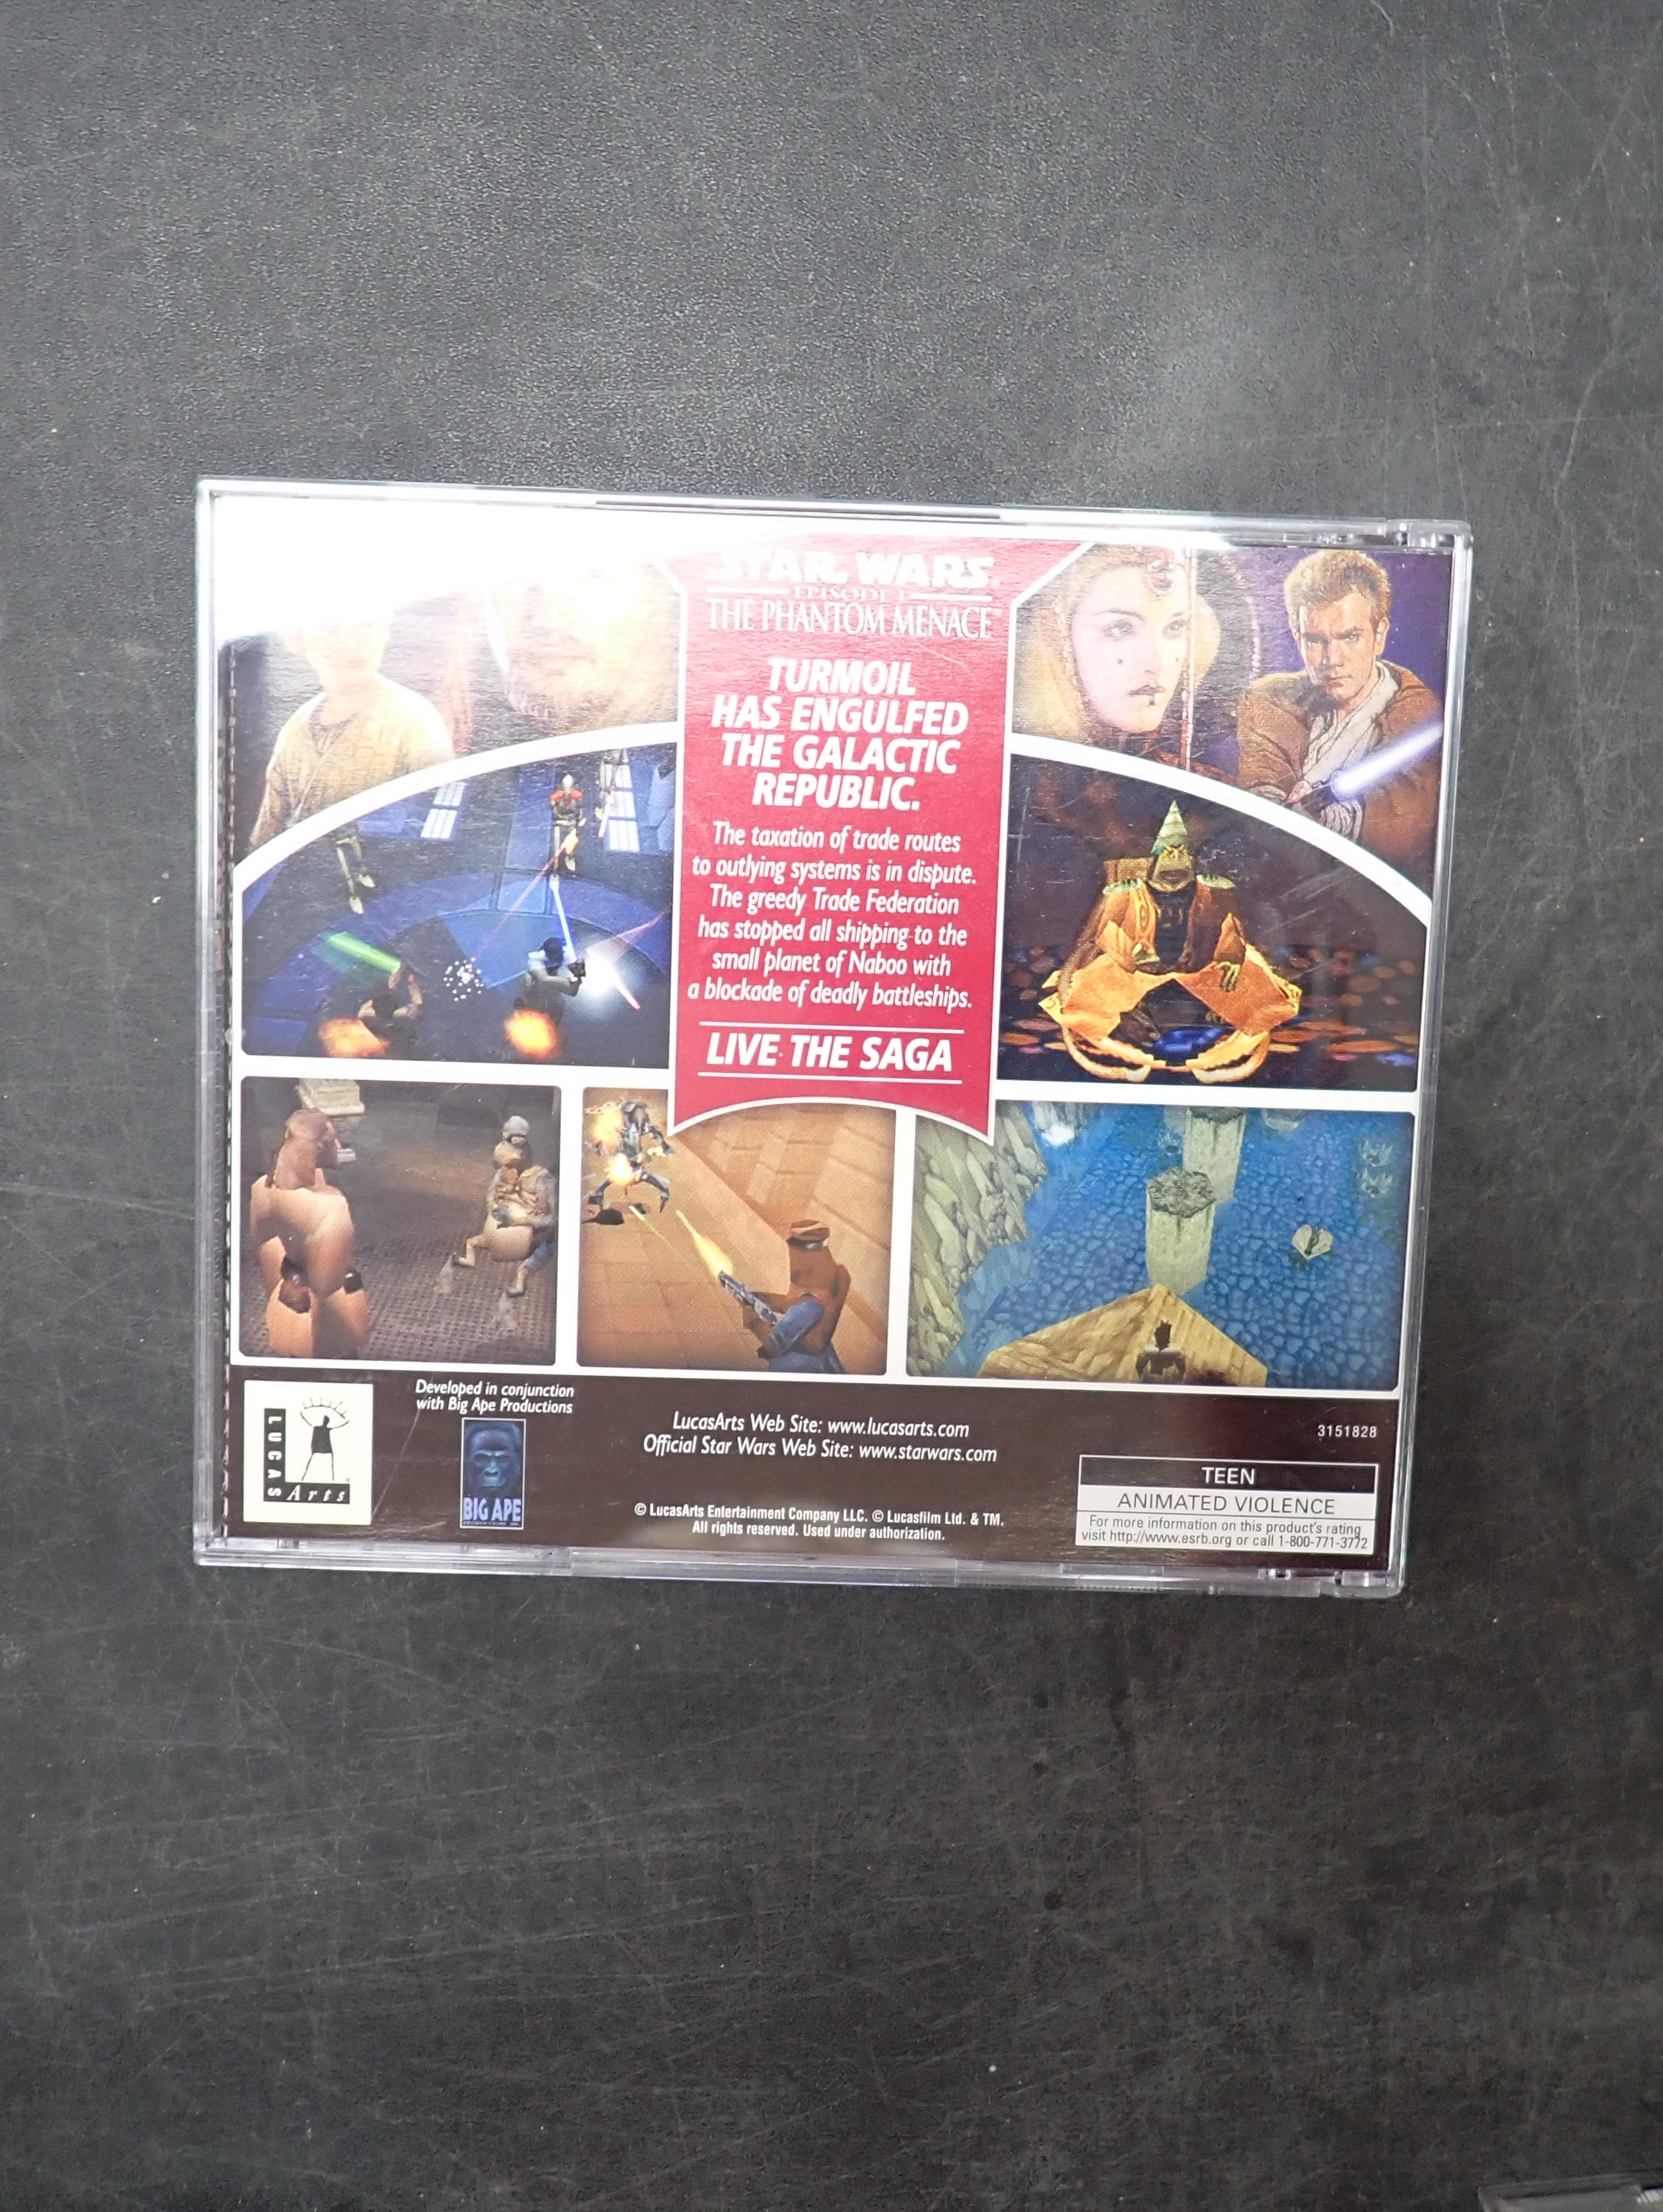 STAR WARS
EPISODE I
THE PHANTOM MENACE™
TURMOIL
HAS ENGULFED
THE GALACTIC
REPUBLIC.
The taxation of trade routes
to outlying systems is in dispute.
The greedy Trade Federation
has stopped all shipping to the
small planet of Naboo with
a blockade of deadly battleships.
LIVE THE SAGA
LUCAS
Arts
Developed in conjunction
with Big Ape Productions
BIG APE
LucasArts Web Site: www.lucasarts.com
Official Star Wars Web Site: www.starwars.com
© LucasArts Entertainment Company LLC. © Lucasfilm Ltd. & TM.
All rights reserved. Used under authorization.
3151828
TEEN
ANIMATED VIOLENCE
For more information on this product's rating
visit http://www.esrb.org or call 1-800-771-3772